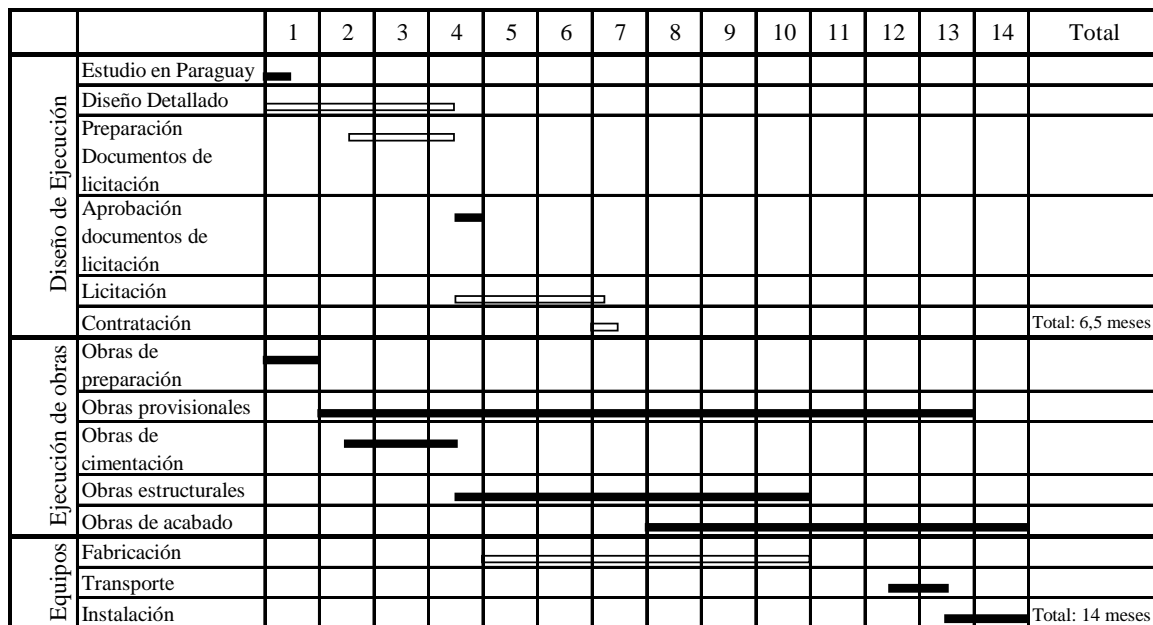 1 2 3 4 5 6 7 8 9 10 11 12 13 14 Total
Diseño de Ejecución
Estudio en Paraguay
Diseño Detallado
Preparación
Documentos de
licitación
Aprobación
documentos de
licitación
Licitación
Contratación Total: 6,5 meses
Ejecución de obras
Obras de
preparación
Obras provisionales
Obras de
cimentación
Obras estructurales
Obras de acabado
Equipos
Fabricación
Transporte
Instalación Total: 14 meses